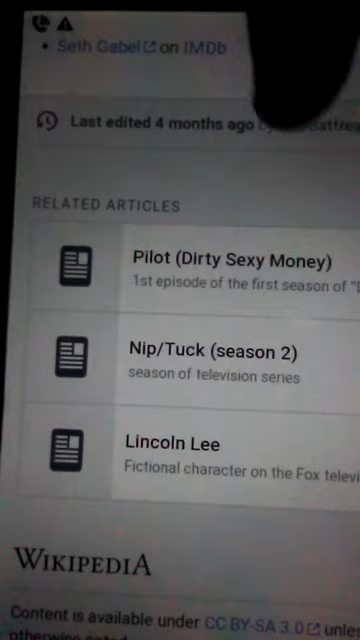 • Seth Gabel on IMDb
Last edited 4 months ago
RELATED ARTICLES
Pilot (Dirty Sexy Money)
1st episode of the first season of
Nip/Tuck (season 2)
season of television series
Lincoln Lee
Fictional character on the Fox
WIKIPEDIA
Content is available under CC BY-SA 3.0
otherwise noted.